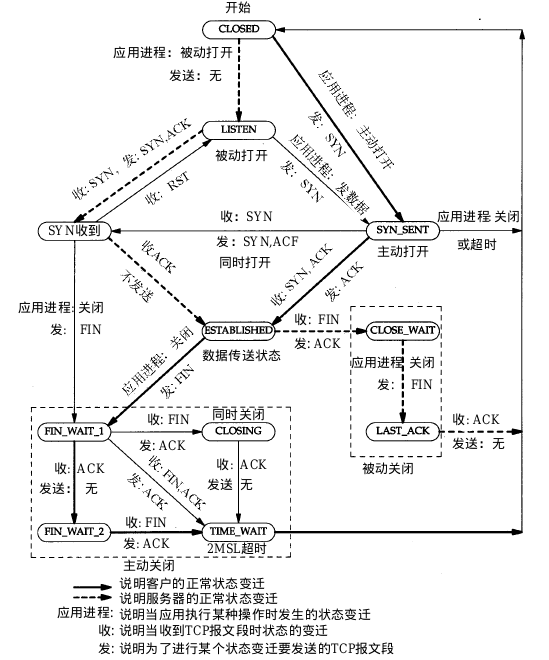 开始
CLOSED
应用进程：被动打开
发送：无
应用进程：主动打开
发：SYN
LISTEN
被动打开
收：SYN，发：SYN,ACK
收：RST
应用进程：发数据
发：SYN
SYN收到
收：SYN
发：SYN,ACF
同时打开
SYN_SENT
主动打开
应用进程 关闭
或超时
收ACK
不发送
收：SYN, ACK
发：ACK
应用进程：关闭
发： FIN
ESTABLISHED
数据传送状态
收: FIN
发: ACK
CLOSE_WAIT
应用进程 关闭
发： FIN
LAST_ACK
收: ACK
发送：无
被动关闭
应用进程：关闭
发：FIN
FIN_WAIT_1
收: FIN
发: ACK
同时关闭
CLOSING
收: ACK
发送： 无
收: FIN,ACK
发: ACK
收: ACK
发送 无
FIN_WAIT_2
收: FIN
发: ACK
TIME_WAIT
2MSL超时
主动关闭
说明客户的正常状态变迁
说明服务器的正常状态变迁
应用进程: 说明当应用执行某种操作时发生的状态变迁
收: 说明当收到TCP报文段时状态的变迁
发: 说明为了进行某个状态变迁要发送的TCP报文段